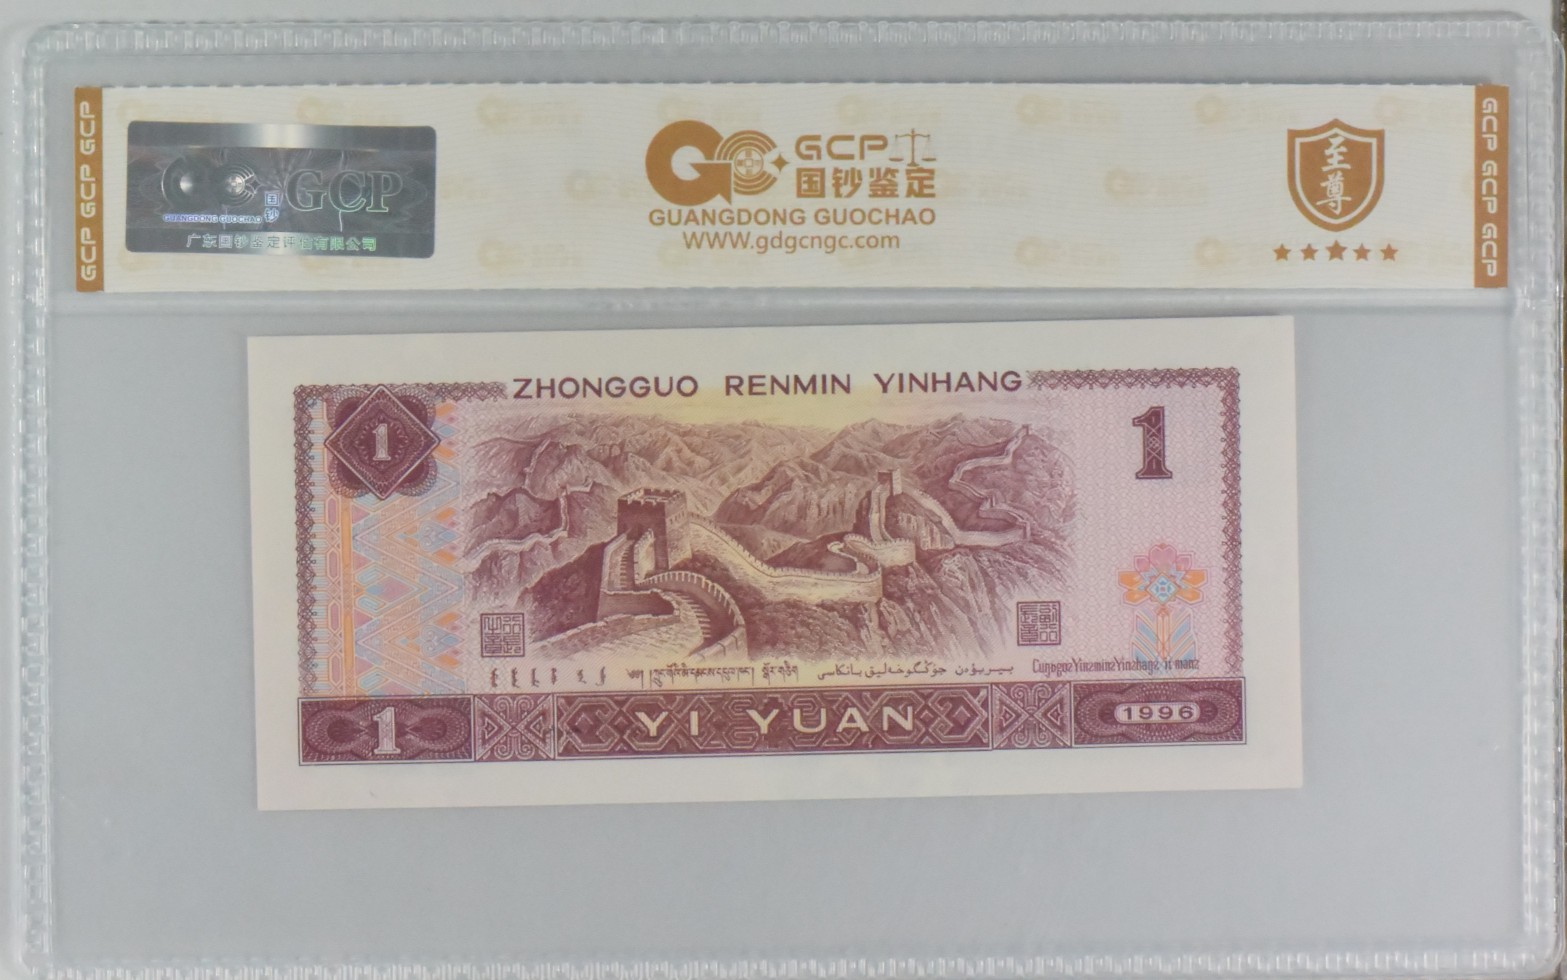 GCP GCP GCP
GCP
GUANGDONG GUOCHAO
国钞
广东国钞鉴定评估有限公司
GCP
国钞鉴定
GUANGDONG GUOCHAO
WWW.gdgcngc.com
至尊
GCP GCP GCP
ZHONGGUO RENMIN YINHANG
1
1
YI YUAN
1
1996